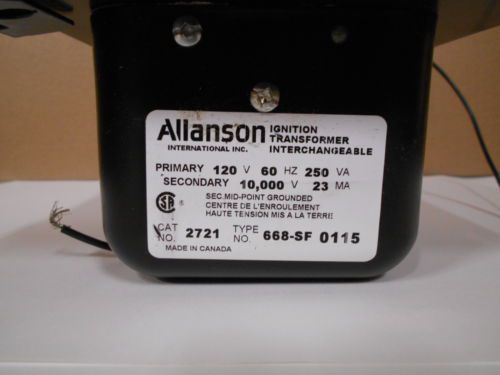 Allanson IGNITION
TRANSFORMER
INTERNATIONAL INC. INTERCHANGEABLE
PRIMARY 120 V 60 HZ 250 VA
SECONDARY 10,000 V 23 MA
SEC.MID-POINT GROUNDED
CENTRE DE L'ENROULEMENT
HAUTE TENSION MIS A LA TERRE
CAT NO. 2721 TYPE NO. 668-SF 0115
MADE IN CANADA